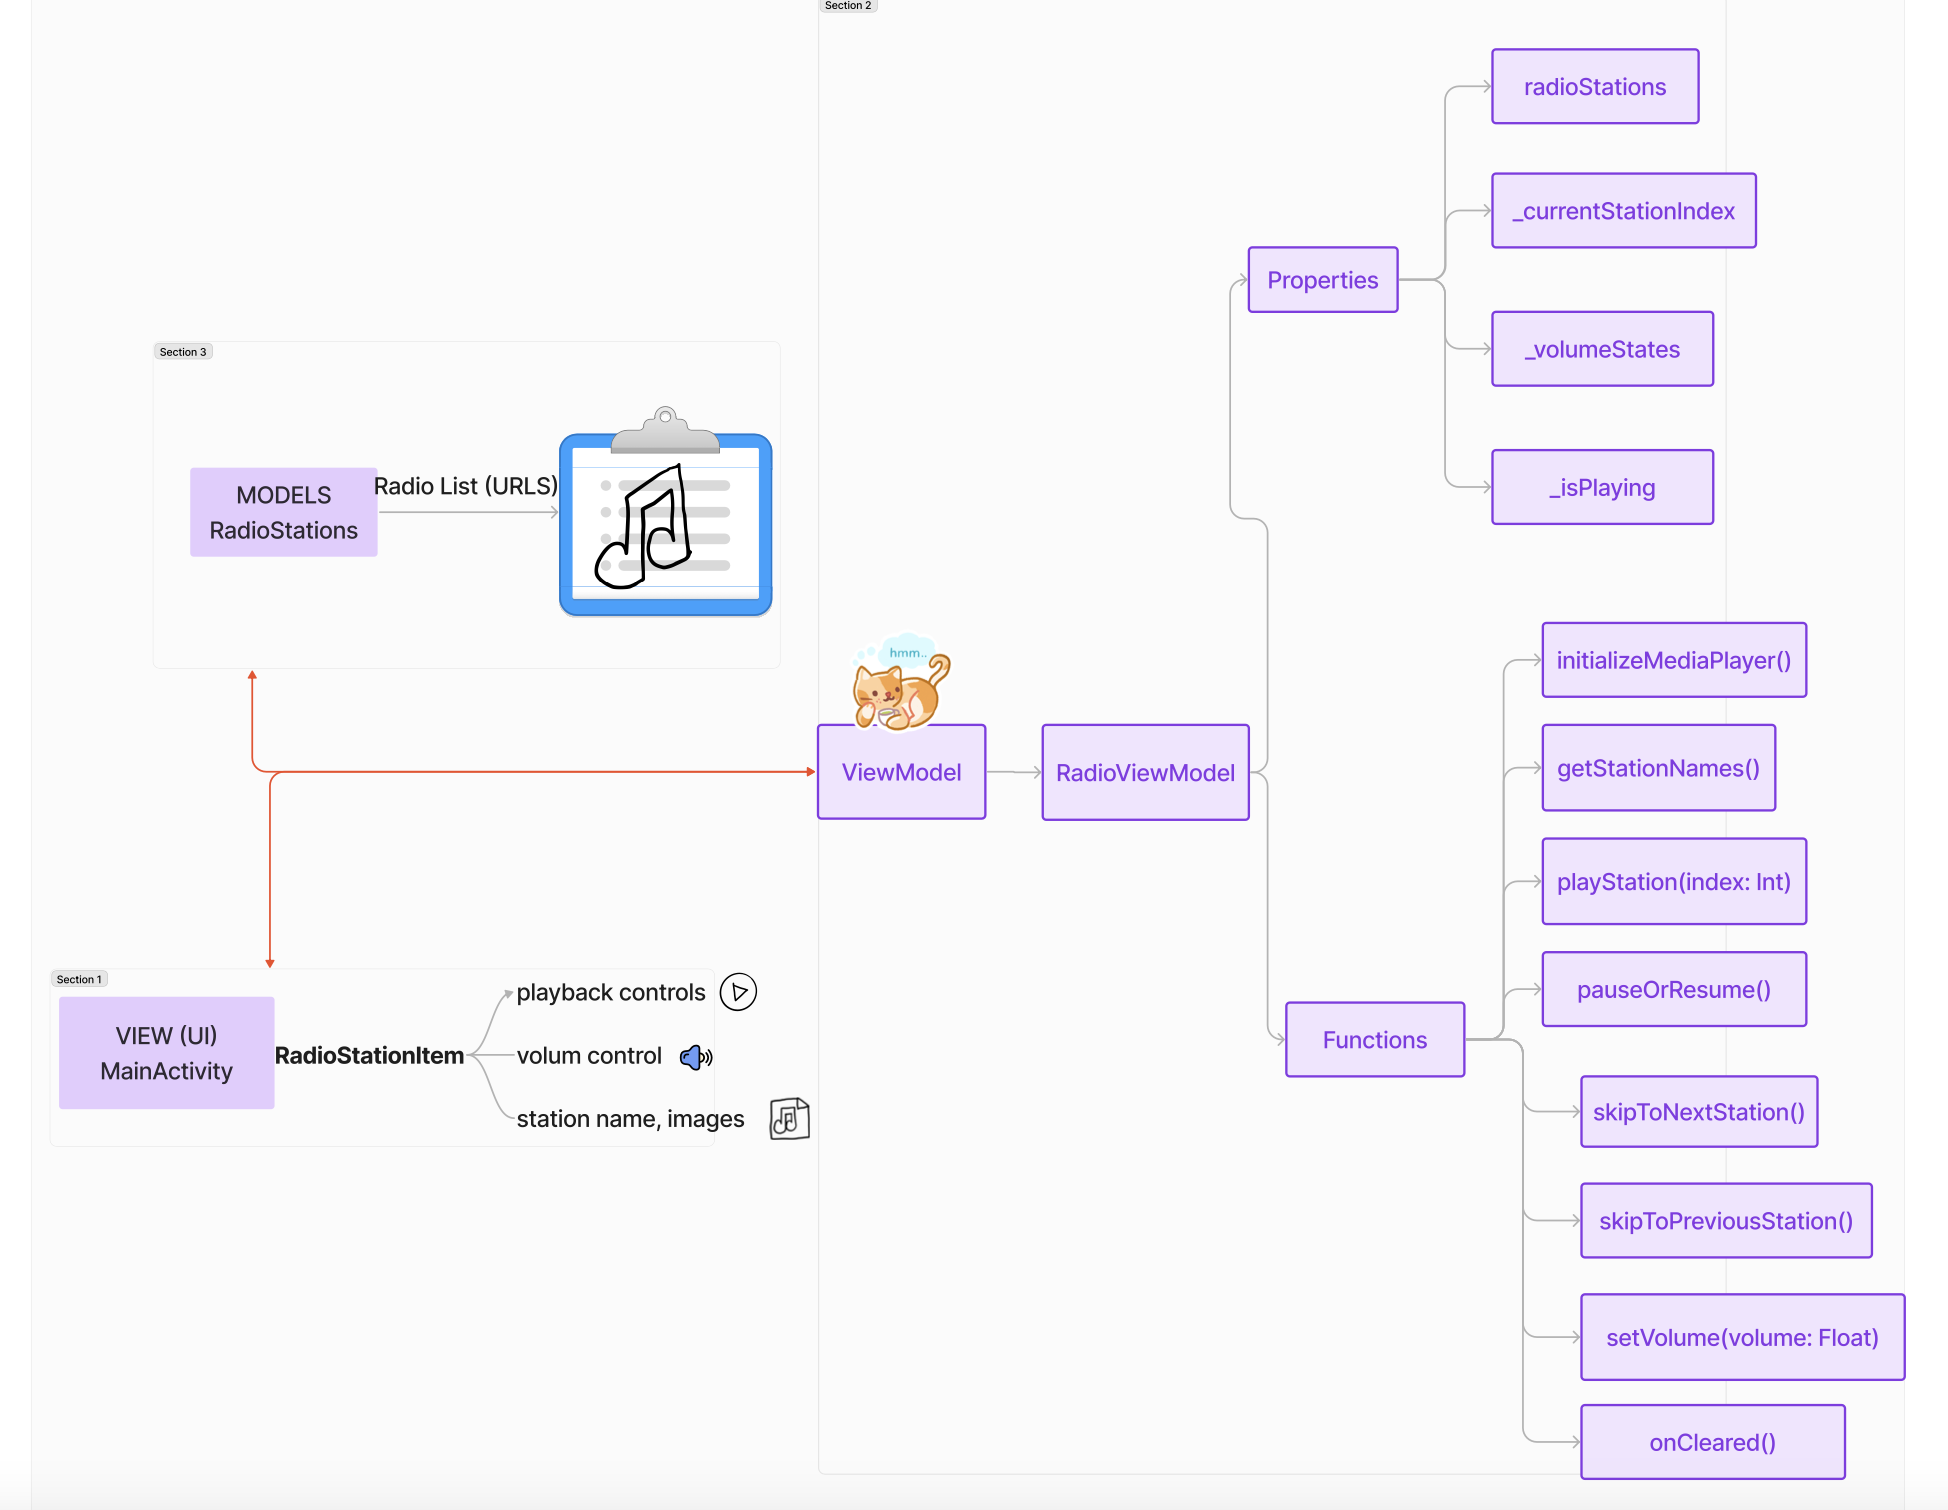 Section 2
radioStations
_currentStationIndex
Properties
_volumeStates
_isPlaying
Section 3
MODELS
RadioStations
Radio List (URLS)
hmm..
ViewModel
RadioViewModel
initializeMediaPlayer()
getStationNames()
playStation(index: Int)
pauseOrResume()
Functions
skipToNextStation()
skipToPreviousStation()
setVolume(volume: Float)
onCleared()
Section 1
VIEW (UI)
MainActivity
RadioStationItem
playback controls
volum control
station name, images